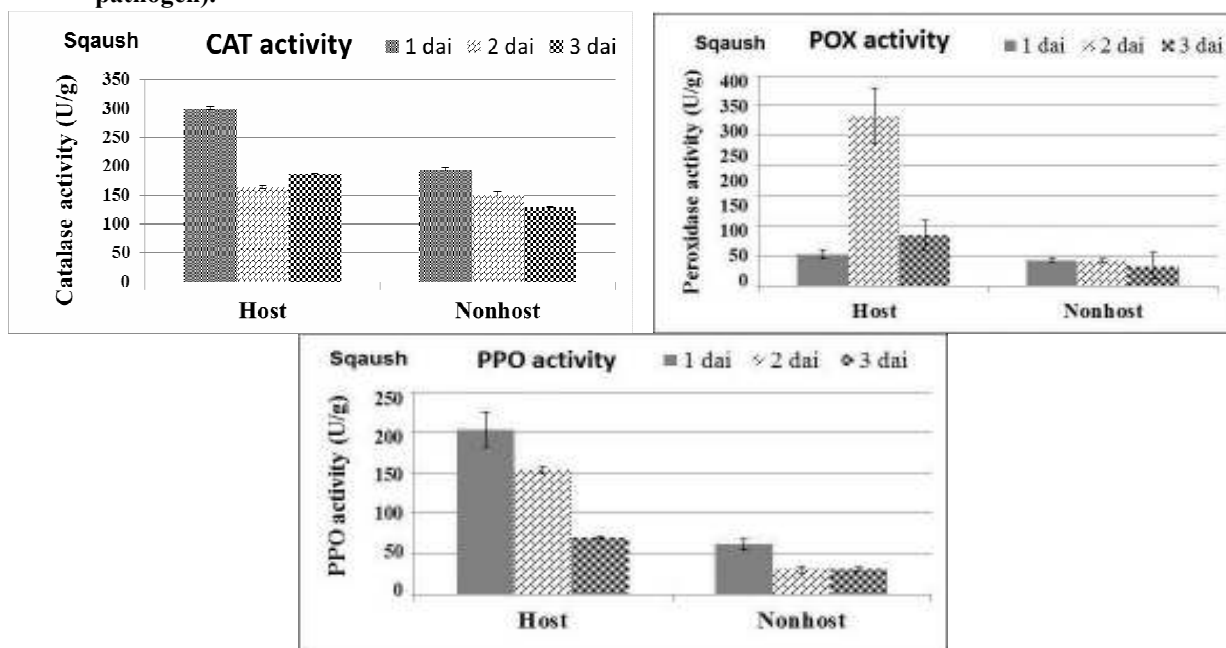 pathogen).
Sqaush CAT activity 1 dai 2 dai 3 dai
Catalase activity (U/g)
350
300
250
200
150
100
50
0
Host Nonhost
Sqaush POX activity 1 dai 2 dai 3 dai
Peroxidase activity (U/g)
400
350
300
250
200
150
100
50
0
Host Nonhost
Sqaush PPO activity 1 dai 2 dai 3 dai
PPO activity (U/g)
250
200
150
100
50
0
Host Nonhost